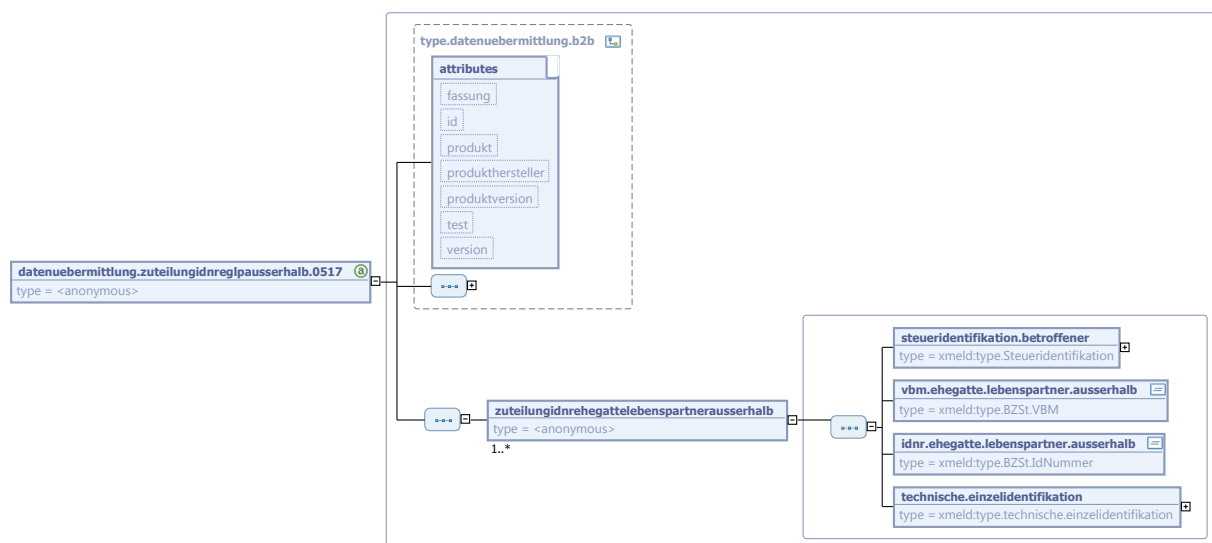 type.datenuebermittlung.b2b
attributes
fassung
id
produkt
produkthersteller
produktversion
test
version
datenuebermittlung.zuteilungidnreglpausserhalb.0517
type = <anonymous>
zuteilungidnrehegattelebenspartnerausserhalb
type = <anonymous>
1..*
steueridentifikation.betroffener
type = xmeld:type.Steueridentifikation
vbm.ehegatte.lebenspartner.ausserhalb
type = xmeld:type.BZSt.VBM
idnr.ehegatte.lebenspartner.ausserhalb
type = xmeld:type.BZSt.IdNummer
technische.einzelidentifikation
type = xmeld:type.technische.einzelidentifikation